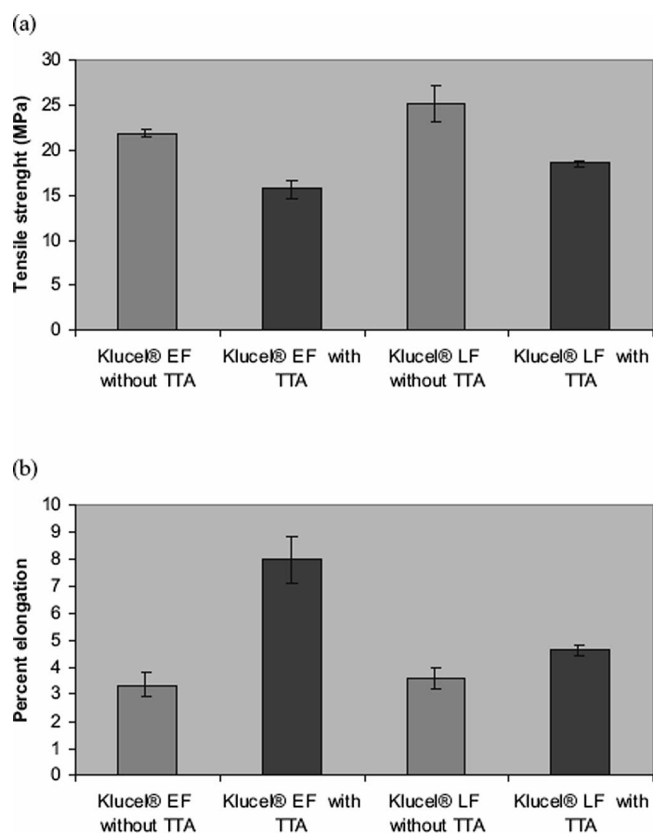 (a)
Tensile strenght (MPa)
30
25
20
15
10
5
0
Klucel® EF Klucel® EF with Klucel® LF Klucel® LF with
without TTA TTA without TTA TTA
(b)
Percent elongation
10
9
8
7
6
5
4
3
2
1
0
Klucel® EF Klucel® EF with Klucel® LF Klucel® LF with
without TTA TTA without TTA TTA